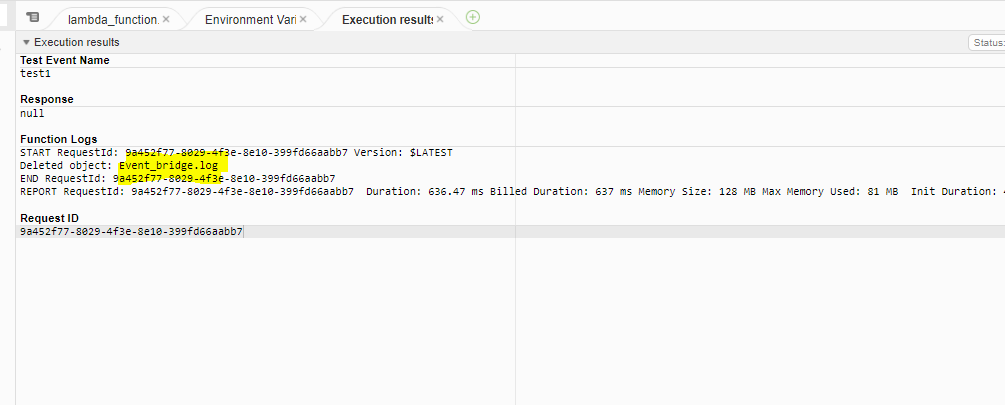 lambda_function. Environment Vari Execution results
Execution results Status:
Test Event Name
test1
Response
null
Function Logs
START RequestId: 9a452f77-8029-4f3e-8e10-399fd66aabb7 Version: $LATEST
Deleted object: Event_bridge.log
END RequestId: 9a452f77-8029-4f3e-8e10-399fd66aabb7
REPORT RequestId: 9a452f77-8029-4f3e-8e10-399fd66aabb7 Duration: 636.47 ms Billed Duration: 637 ms Memory Size: 128 MB Max Memory Used: 81 MB Init Duration:
Request ID
9a452f77-8029-4f3e-8e10-399fd66aabb7